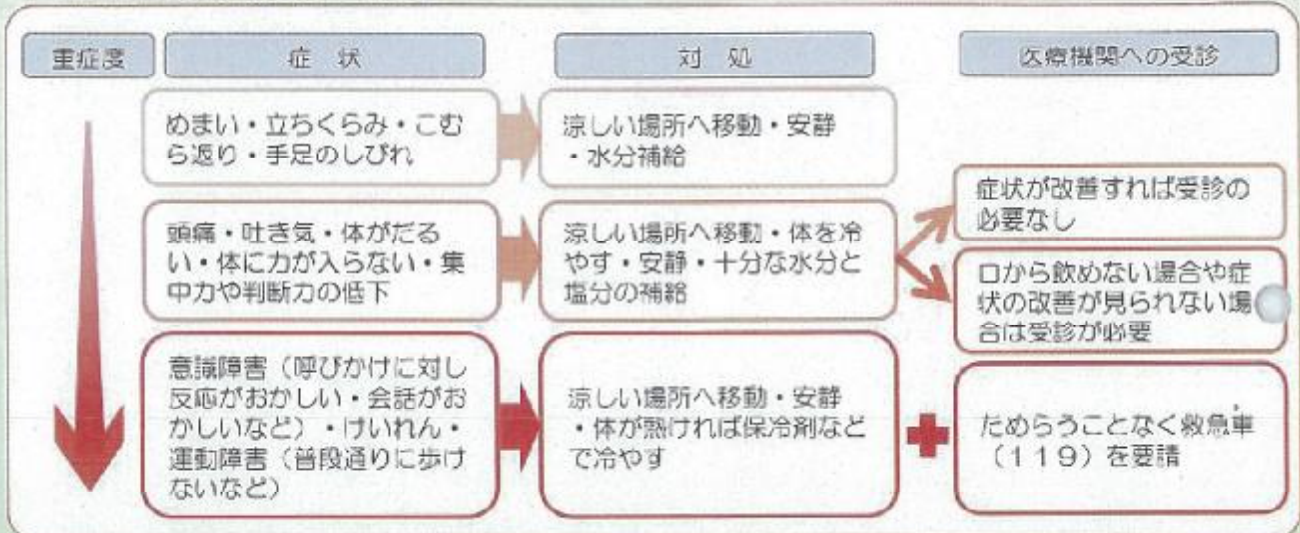 重症度
症 状
対 処
医療機関への受診
めまい・立ちくらみ・こむ
ら返り・手足のしびれ
涼しい場所へ移動・安静
・水分補給
頭痛・吐き気・体がだる
い・体に力が入らない・集
中力や判断力の低下
涼しい場所へ移動・体を冷
やす・安静・十分な水分と
塩分の補給
症状が改善すれば受診の
必要なし
口から飲めない場合や症
状の改善が見られない場
合は受診が必要
意識障害（呼びかけに対し
反応がおかしい・会話がお
かしいなど）・けいれん・
運動障害（普段通りに歩け
ないなど）
涼しい場所へ移動・安静
・体が熱ければ保冷剤など
で冷やす
ためらうことなく救急車
（１１９）を要請